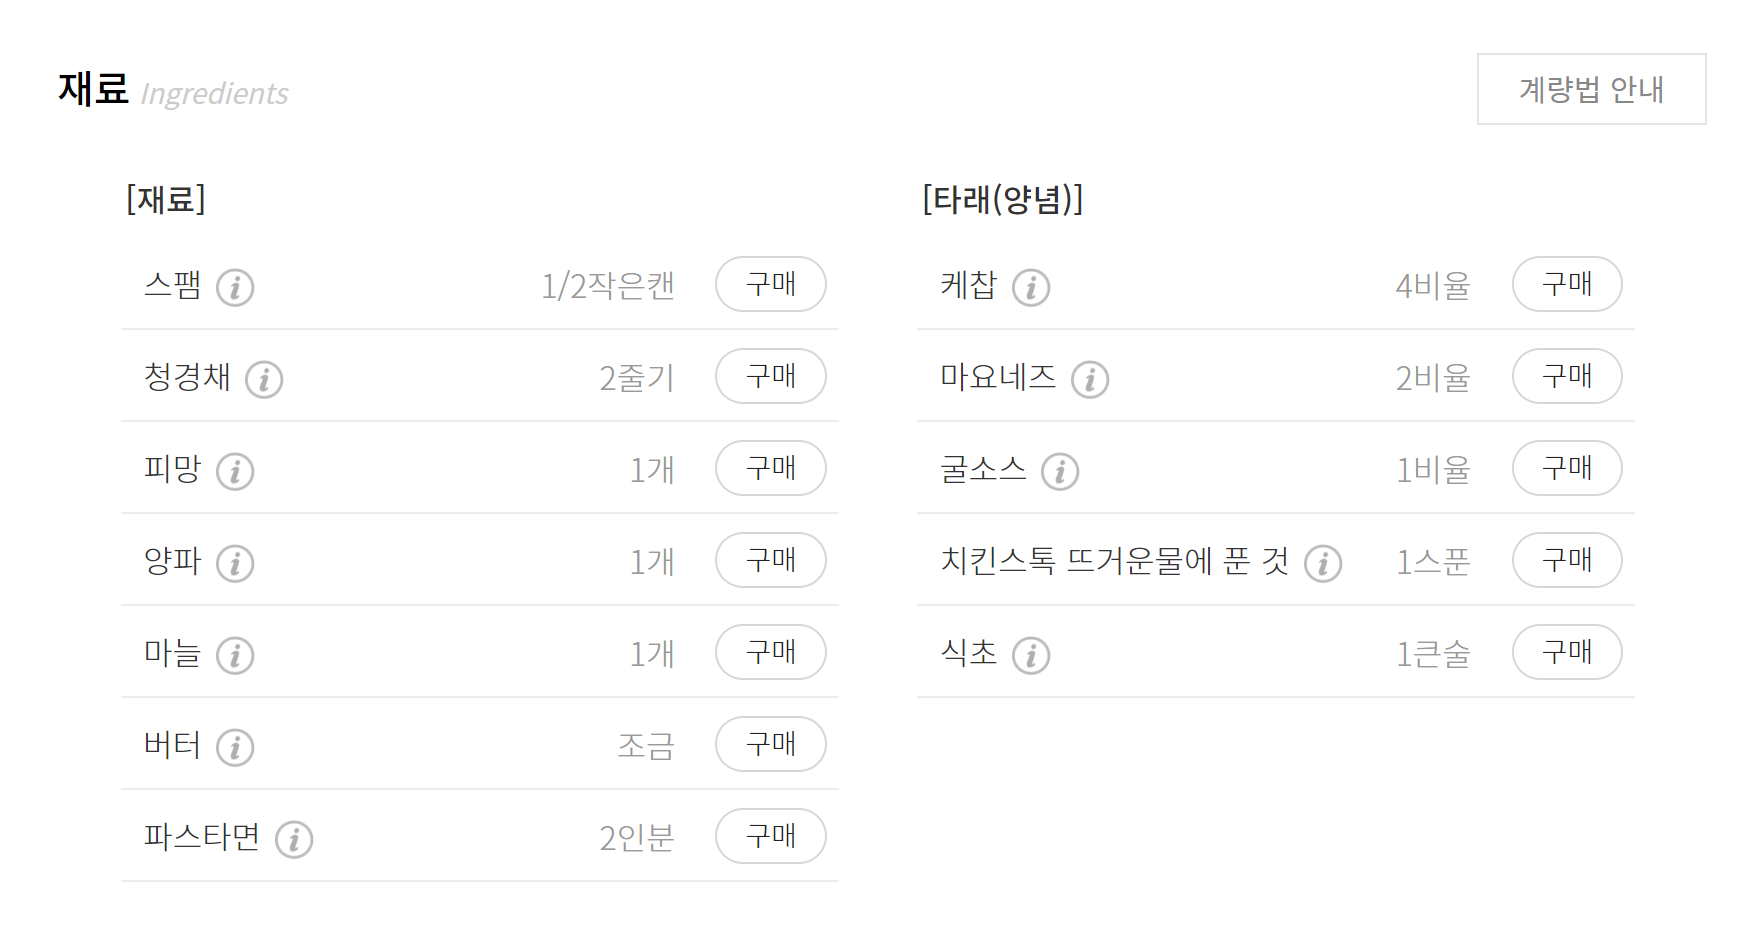 재료 Ingredients
계량법 안내
[재료]
스팸 1/2작은캔 구매
청경채 2줄기 구매
피망 1개 구매
양파 1개 구매
마늘 1개 구매
버터 조금 구매
파스타면 2인분 구매
[타래(양념)]
케찹 4비율 구매
마요네즈 2비율 구매
굴소스 1비율 구매
치킨스톡 뜨거운물에 푼 것 1스푼 구매
식초 1큰술 구매